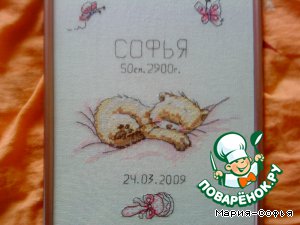 СОФЬЯ
50см. 2900г.
24.03.2009
ПОВАРЁНОК.РУ
Мария-Софья